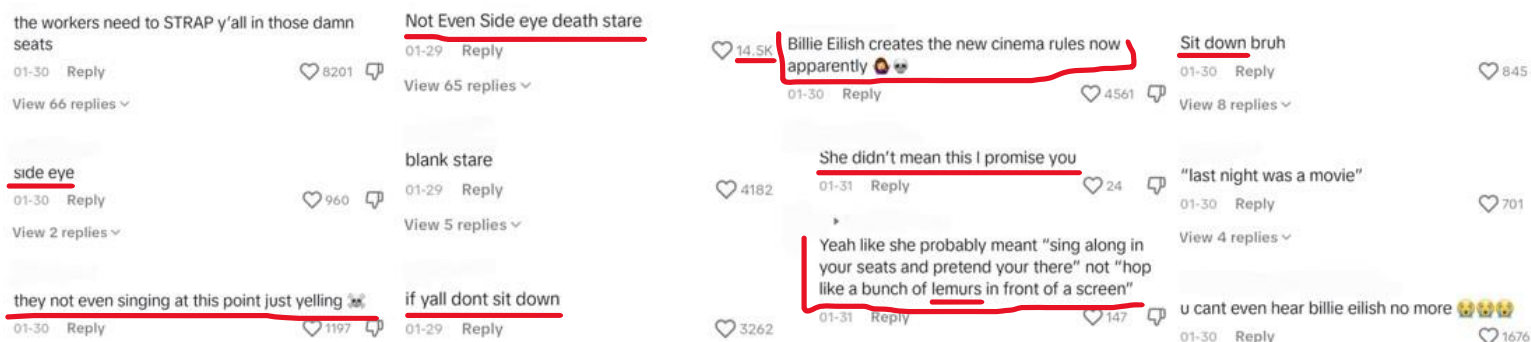 the workers need to STRAP y'all in those damn
seats
01-30 Reply 8201
View 66 replies
side eye
01-30 Reply 960
View 2 replies
they not even singing at this point just yelling ☠️
01-30 Reply 1197
Not Even Side eye death stare
01-29 Reply 14.5K
View 65 replies
blank stare
01-29 Reply 4182
View 5 replies
if yall dont sit down
01-29 Reply 3262
Billie Eilish creates the new cinema rules now
apparently 🤦🏽‍♀️💀
01-30 Reply 4561
She didn't mean this I promise you
01-31 Reply 24
Yeah like she probably meant "sing along in
your seats and pretend your there" not "hop
like a bunch of lemurs in front of a screen"
01-31 Reply 147
Sit down bruh
01-30 Reply 845
View 8 replies
"last night was a movie"
01-30 Reply 701
View 4 replies
u cant even hear billie eilish no more 😭😭😭
01-30 Reply 1676